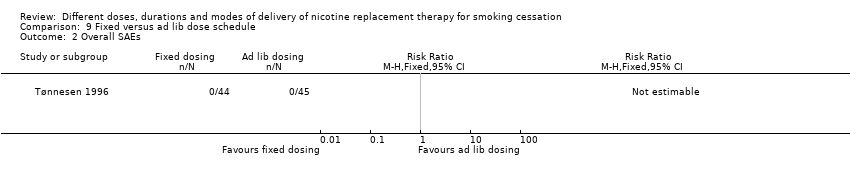 Review: Different doses, durations and modes of delivery of nicotine replacement therapy for smoking cessation
Comparison: 9 Fixed versus ad lib dose schedule
Outcome: 2 Overall SAEs
Study or subgroup Fixed dosing Ad lib dosing Risk Ratio Risk Ratio
n/N n/N M-H,Fixed,95% CI M-H,Fixed,95% CI
Tønnesen 1996 0/44 0/45 Not estimable
0.01 0.1 1 10 100
Favours fixed dosing Favours ad lib dosing